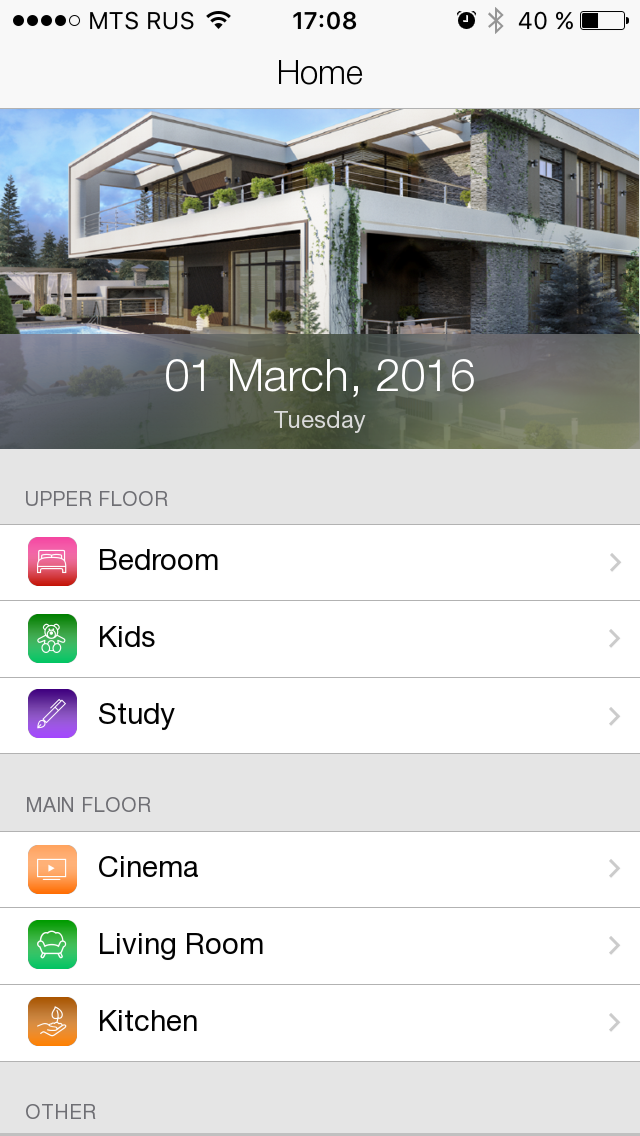 MTS RUS 17:08 40 %
Home
01 March, 2016
Tuesday
UPPER FLOOR
Bedroom
Kids
Study
MAIN FLOOR
Cinema
Living Room
Kitchen
OTHER